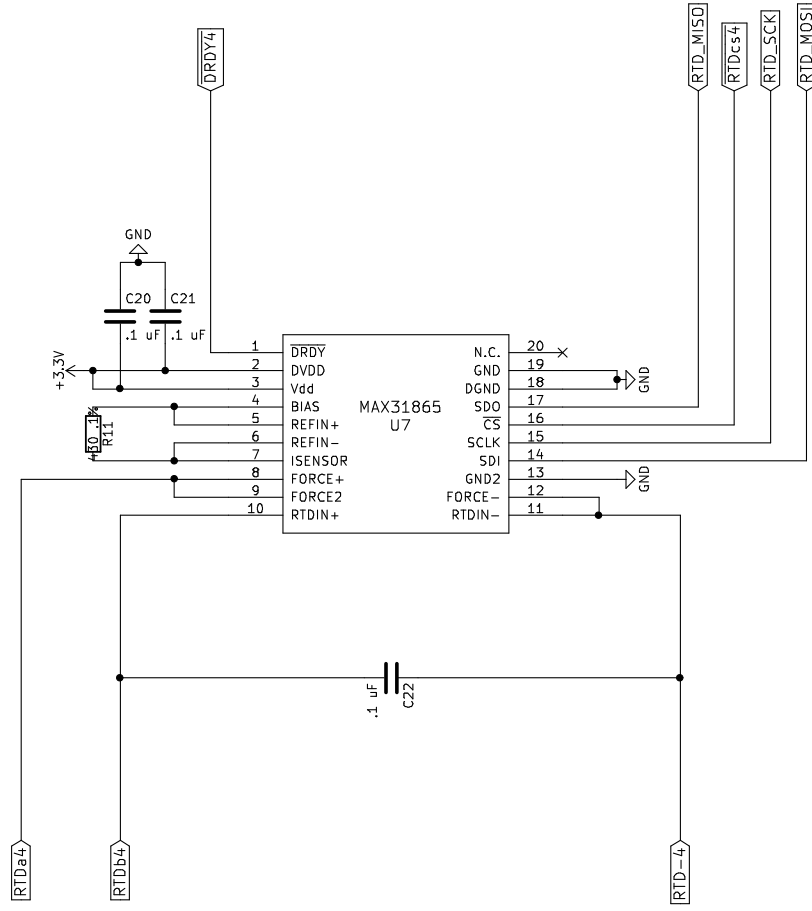 DRDY4
RTD_MISO
RTDcs4
RTD_SCK
RTD_MOSI
GND
C20
C21
.1 uF
.1 uF
+3.3V
430 .1%
R11
MAX31865
U7
1 DRDY
2 DVDD
3 Vdd
4 BIAS
5 REFIN+
6 REFIN-
7 ISENSOR
8 FORCE+
9 FORCE2
10 RTDIN+
N.C. 20
GND 19
DGND 18
SDO 17
CS 16
SCLK 15
SDI 14
GND2 13
FORCE- 12
RTDIN- 11
GND
GND
.1 uF
C22
RTDa4
RTDb4
RTD-4